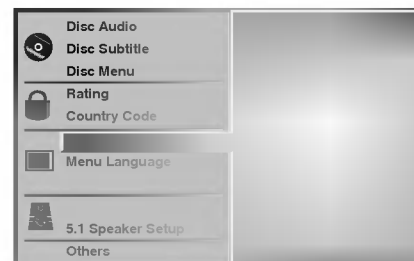 Disc Audio
Disc Subtitle
Disc Menu
Rating
Country Code
Menu Language
5.1 Speaker Setup
Others